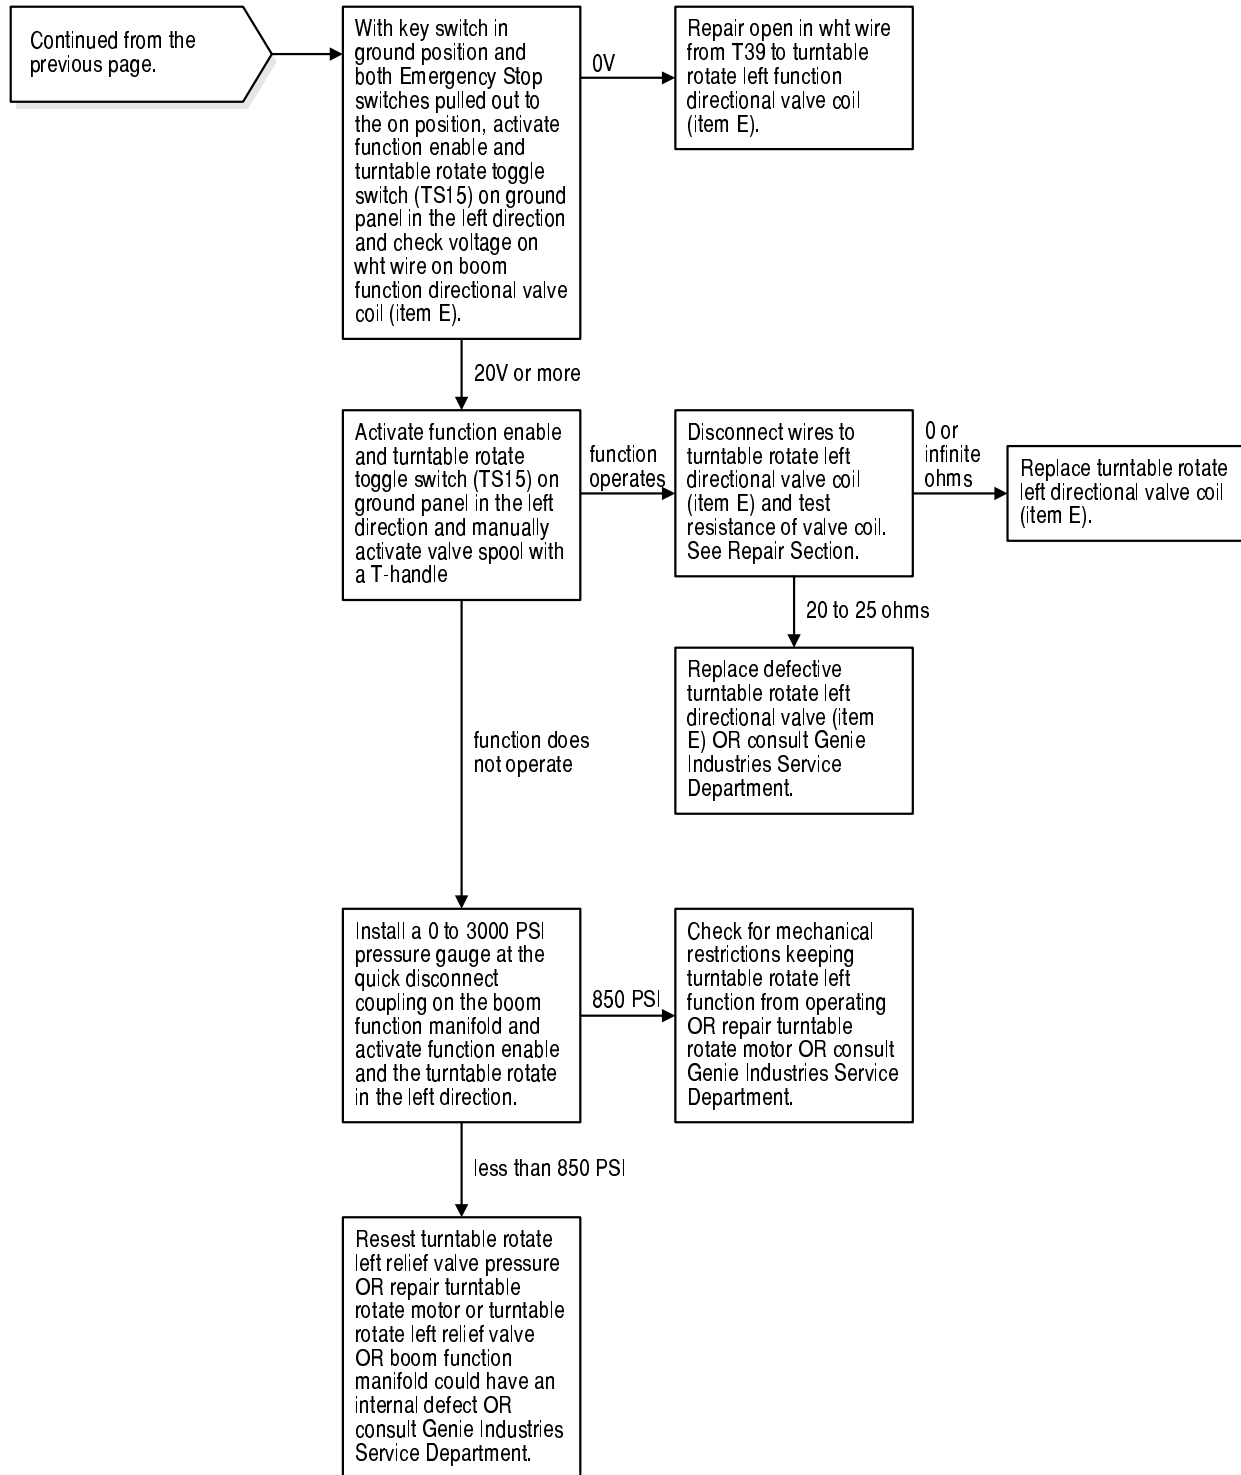 Continued from the
previous page.
With key switch in
ground position and
both Emergency Stop
switches pulled out to
the on position, activate
function enable and
turntable rotate toggle
switch (TS15) on ground
panel in the left direction
and check voltage on
wht wire on boom
function directional valve
coil (item E).
0V
Repair open in wht wire
from T39 to turntable
rotate left function
directional valve coil
(item E).
20V or more
Activate function enable
and turntable rotate
toggle switch (TS15) on
ground panel in the left
direction and manually
activate valve spool with
a T-handle
function
operates
Disconnect wires to
turntable rotate left
directional valve coil
(item E) and test
resistance of valve coil.
See Repair Section.
0 or
infinite
ohms
Replace turntable rotate
left directional valve coil
(item E).
20 to 25 ohms
Replace defective
turntable rotate left
directional valve (item
E) OR consult Genie
Industries Service
Department.
function does
not operate
Install a 0 to 3000 PSI
pressure gauge at the
quick disconnect
coupling on the boom
function manifold and
activate function enable
and the turntable rotate
in the left direction.
850 PSI
Check for mechanical
restrictions keeping
turntable rotate left
function from operating
OR repair turntable
rotate motor OR consult
Genie Industries Service
Department.
less than 850 PSI
Resest turntable rotate
left relief valve pressure
OR repair turntable
rotate motor or turntable
rotate left relief valve
OR boom function
manifold could have an
internal defect OR
consult Genie Industries
Service Department.